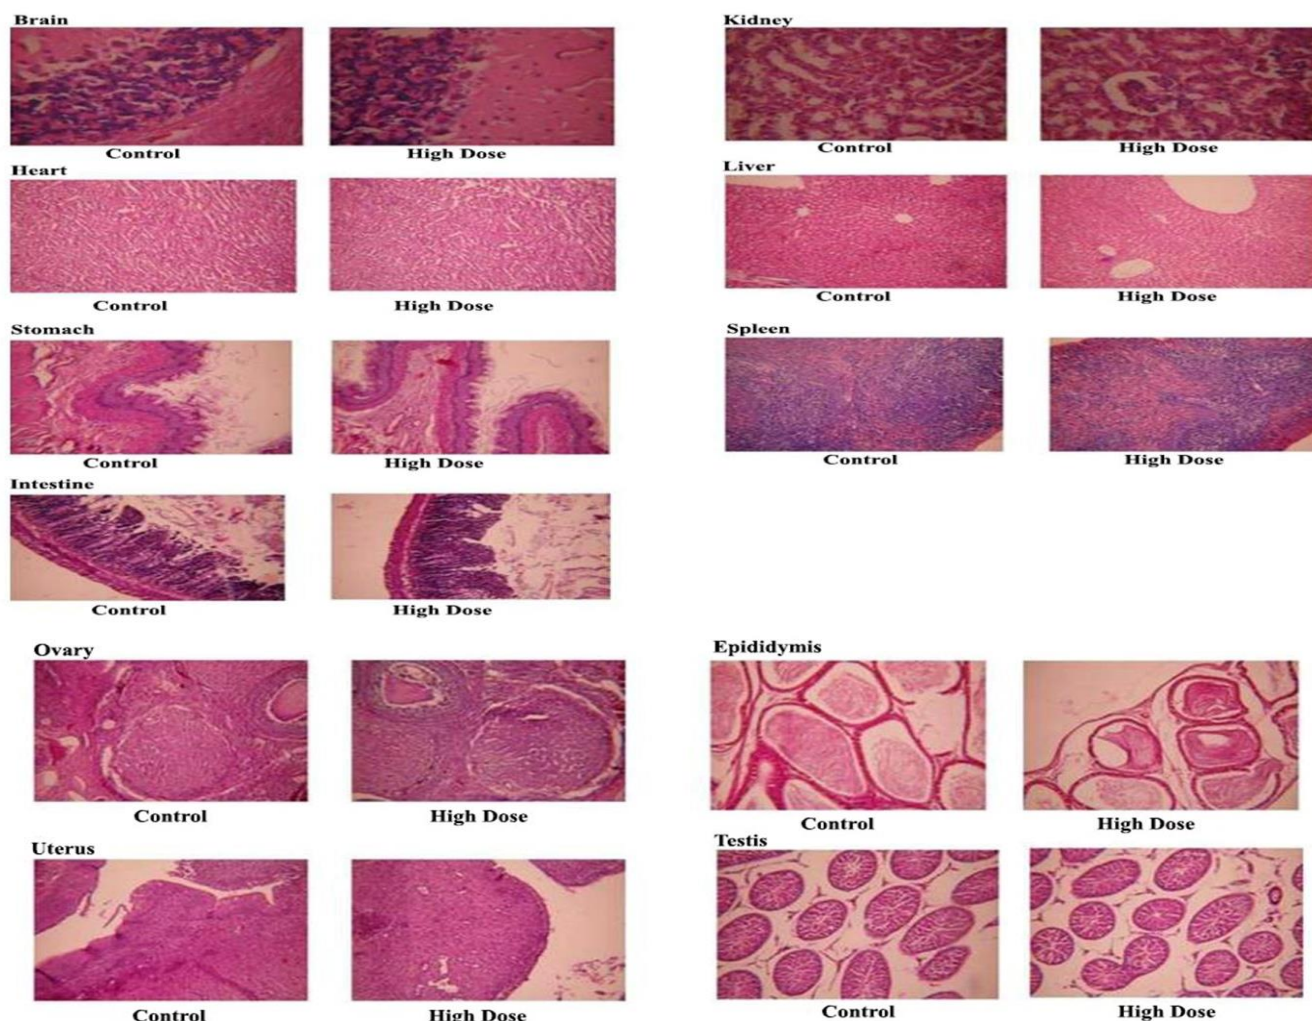 Brain
Control
High Dose
Kidney
Control
High Dose
Heart
Control
High Dose
Liver
Control
High Dose
Stomach
Control
High Dose
Spleen
Control
High Dose
Intestine
Control
High Dose
Ovary
Control
High Dose
Epididymis
Control
High Dose
Uterus
Control
High Dose
Testis
Control
High Dose